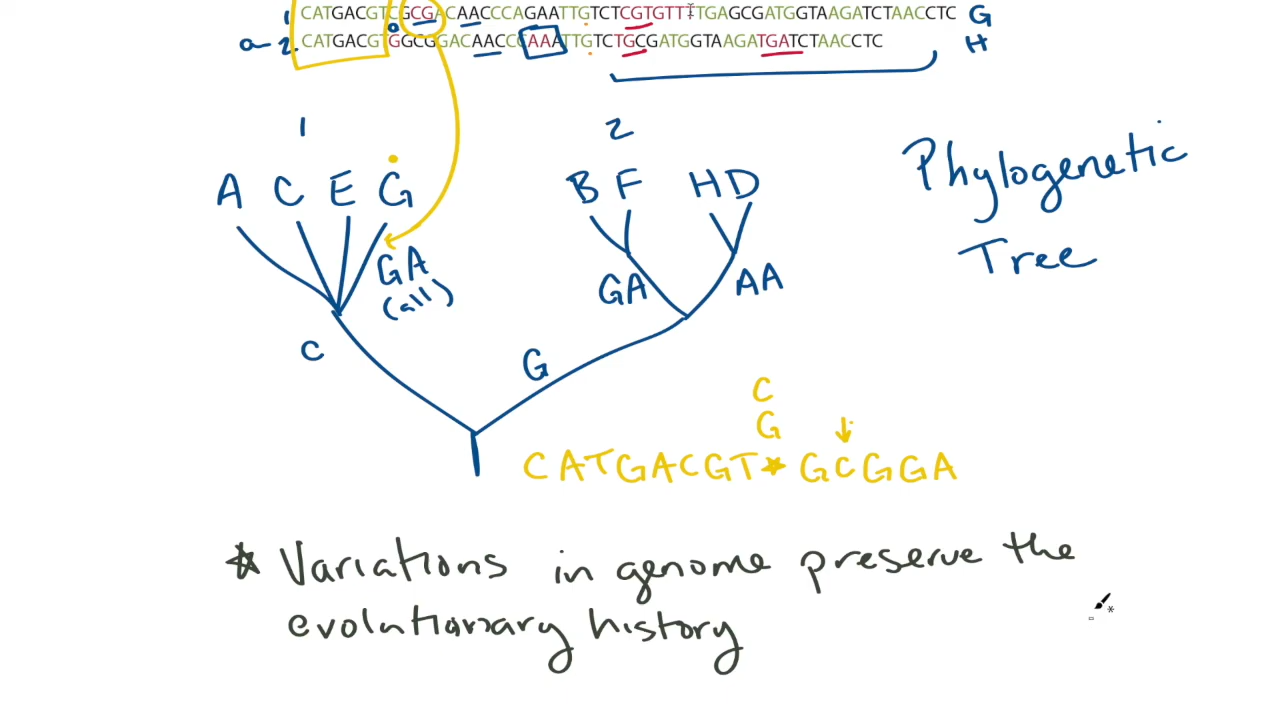 1 CATGACGTCGCGACAACCCAGAATTGTCTCGTGTTTTGAGCGATGGTAAGATCTAACCTC G
a 2 CATGACGTGGCGGACAACCCAAATTGTCTGCGATGGTAAGATGATCTAACCTC H
1 2
A C E G B F H D
Phylogenetic
Tree
GA
(all)
GA AA
C
G
C
G
CATGACGT★GCGGA
* Variations in genome preserve the
evolutionary history